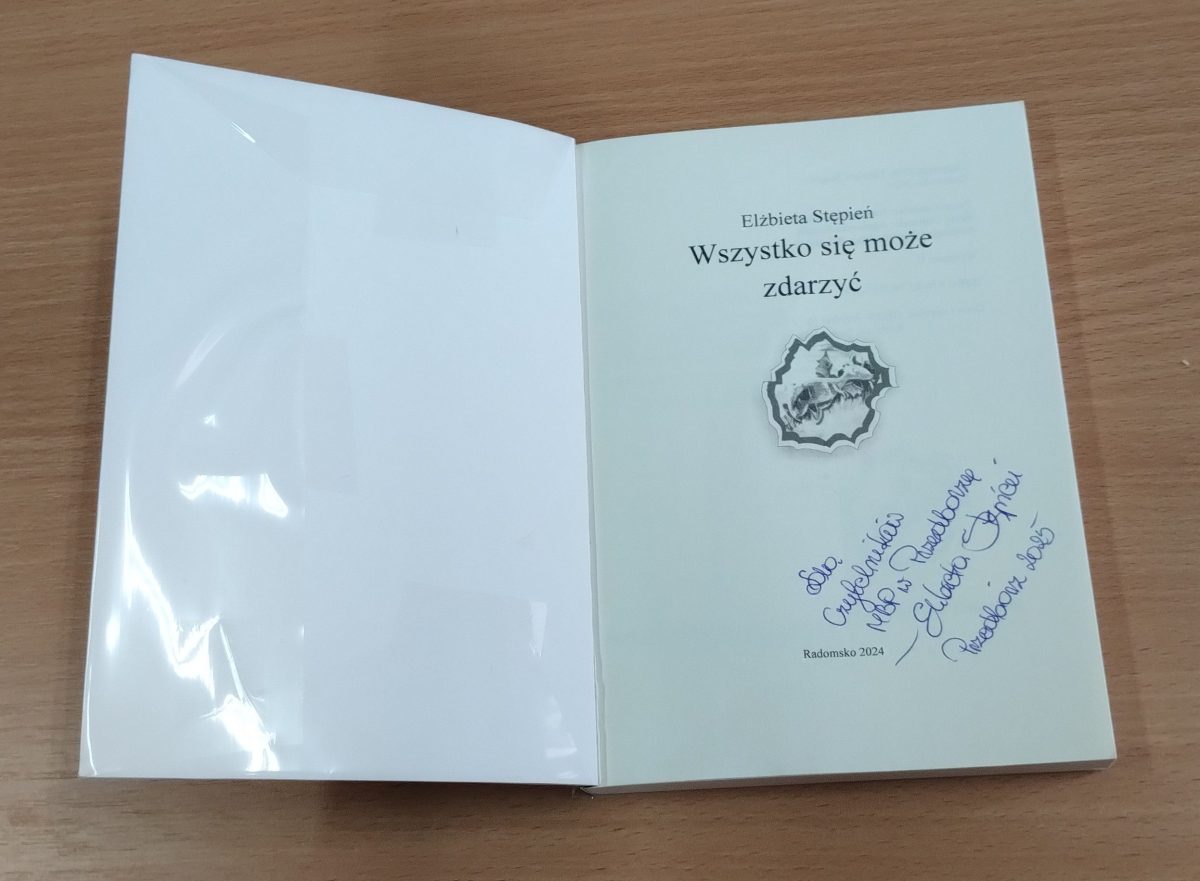 Elżbieta Stępień
Wszystko się może
zdarzyć
Dla
Czytelników
MBP w Przedborzu
Elżbieta Stępień
Przedbórz 2025
Radomsko 2024